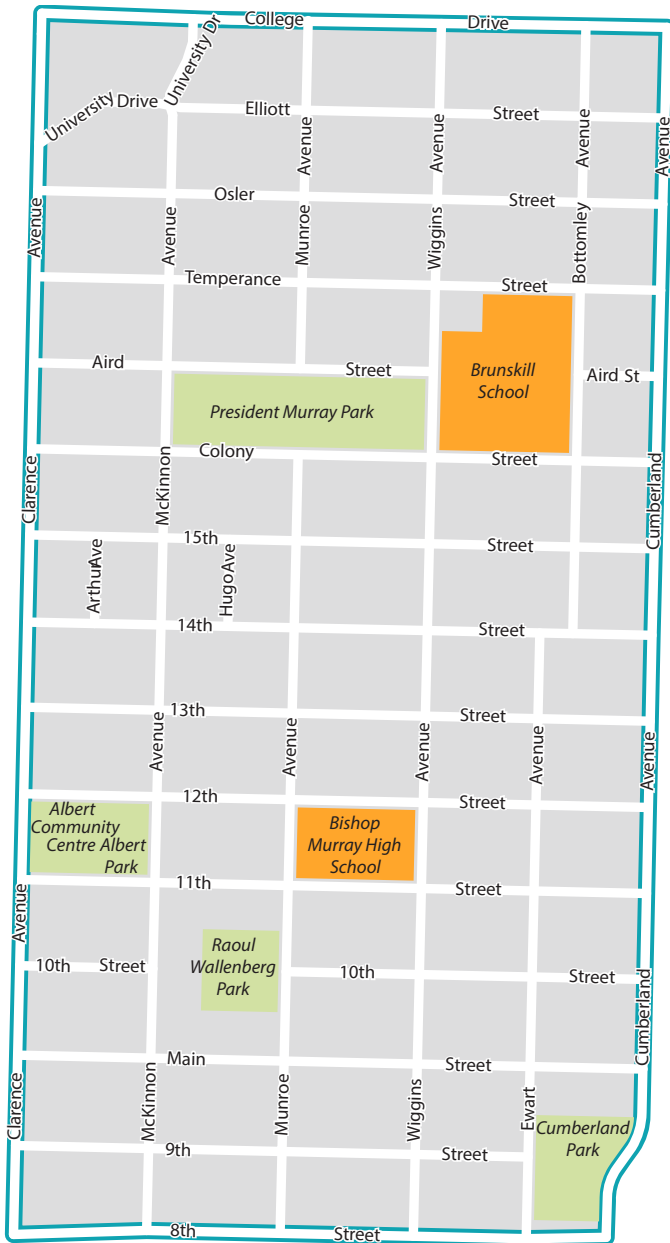 College Drive
University Dr
University Drive
Elliott Street
Avenue
Avenue
Avenue
Avenue
Osler Street
Avenue
Avenue
Munroe
Wiggins
Bottomley
Temperance Street
Aird Street
Aird St
Brunskill
School
President Murray Park
Colony Street
Clarence
McKinnon
Cumberland
15th Street
Arthur Ave
Hugo Ave
14th Street
13th Street
Avenue
Avenue
Avenue
Avenue
Avenue
12th Street
Albert
Community
Centre Albert
Park
Bishop
Murray High
School
11th Street
Avenue
Raoul
Wallenberg
Park
10th Street
10th Street
Cumberland
Main Street
Clarence
McKinnon
Munroe
Wiggins
Ewart
Cumberland
Park
9th Street
8th Street